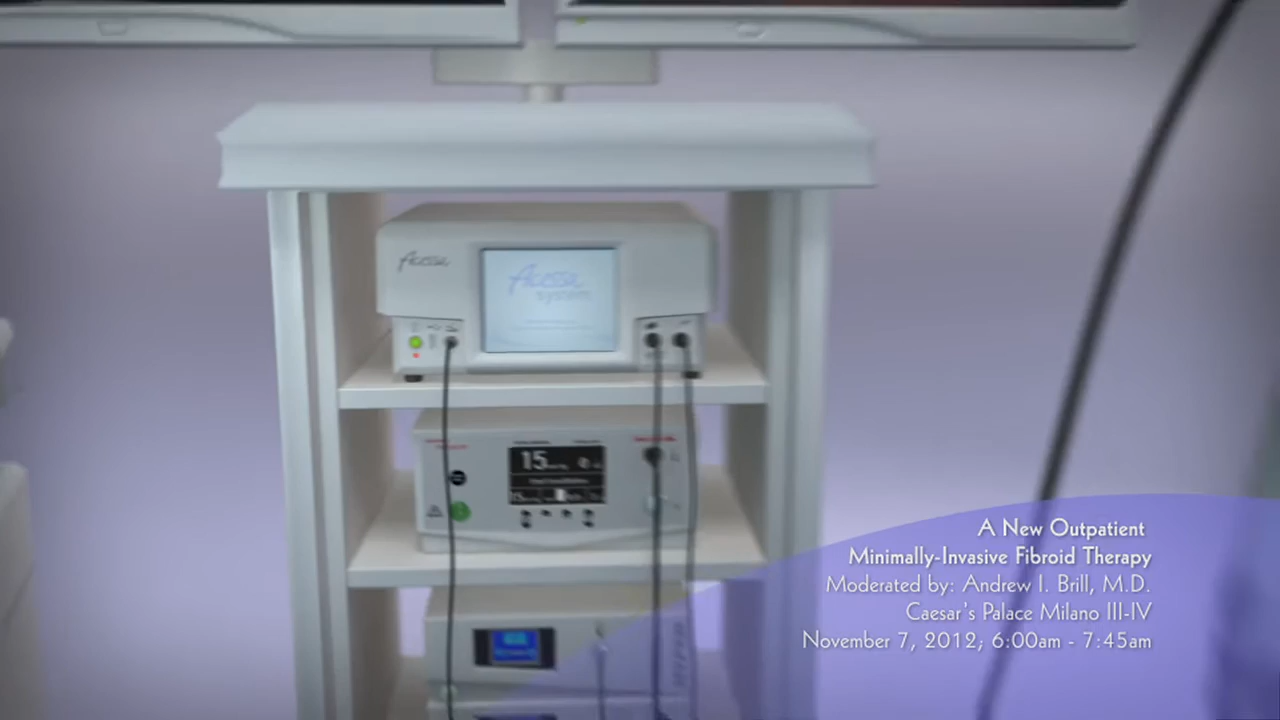 Acessa
Acessa
system
15
A New Outpatient
Minimally-Invasive Fibroid Therapy
Moderated by: Andrew I. Brill, M.D.
Caesar's Palace Milano III-IV
November 7, 2012; 6:00am - 7:45am